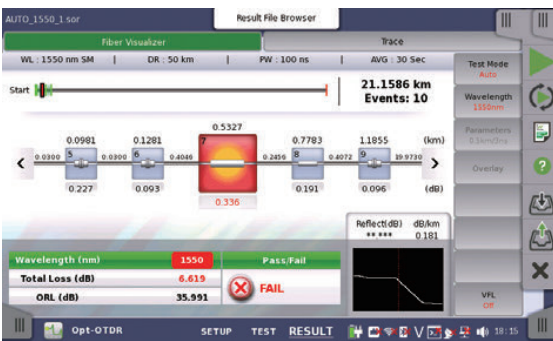 AUTO_1550_1.sor
Result File Browser
Fiber Visualizer
Trace
WL : 1550 nm SM | DR : 50 km | PW : 100 ns | AVG : 30 Sec
Start
21.1586 km
Events: 10
0.0981 0.1281 0.5327 0.7783 1.1855 (km)
0.0300 5 0.0300 6 0.4046 7 0.2456 8 0.4072 9 19.9730
0.227 0.093 0.336 0.191 0.096 (dB)
Reflect(dB) dB/km
**.*** 0.181
Wavelength (nm) 1550 Pass/Fail
Total Loss (dB) 6.619
ORL (dB) 35.991
FAIL
Test Mode
Auto
Wavelength
1550nm
Parameters
0.5km/3ns
Overlay
VFL
Off
Opt-OTDR
SETUP TEST RESULT
18:15